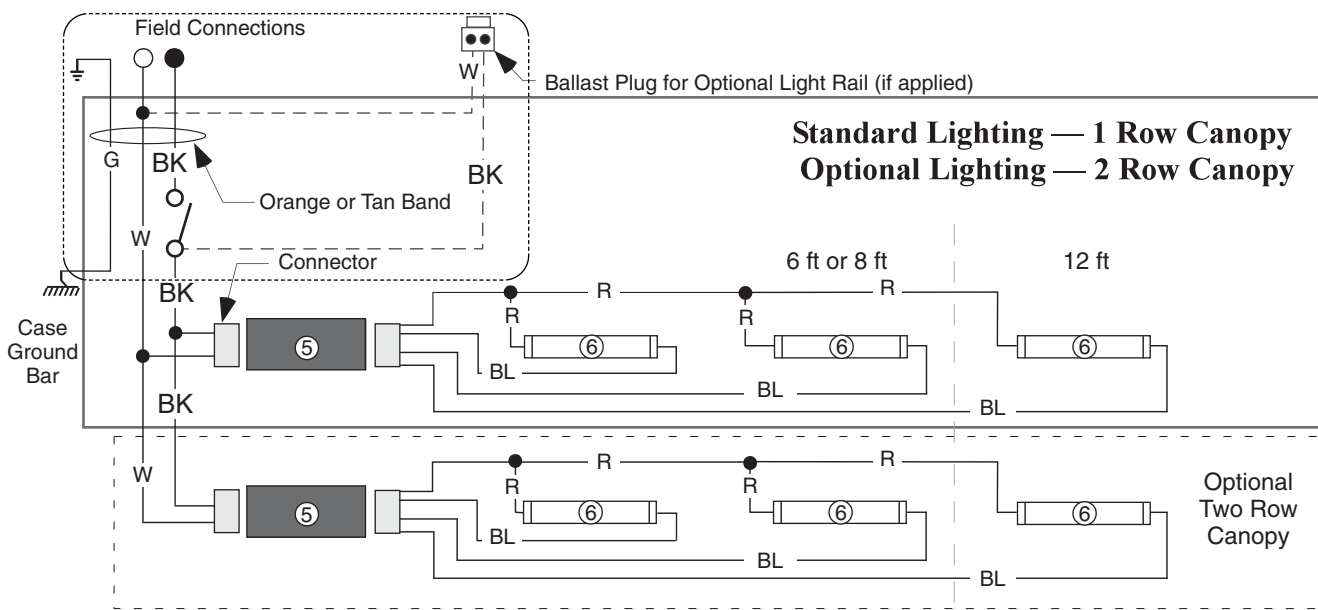 Field Connections
W
Ballast Plug for Optional Light Rail (if applied)
Standard Lighting — 1 Row Canopy
Optional Lighting — 2 Row Canopy
G
BK
BK
Orange or Tan Band
W
Connector
6 ft or 8 ft
12 ft
BK
R
R
R
R
Case
Ground
Bar
5
6
6
6
BL
BL
BL
BK
W
R
R
R
R
5
6
6
6
BL
BL
BL
Optional
Two Row
Canopy